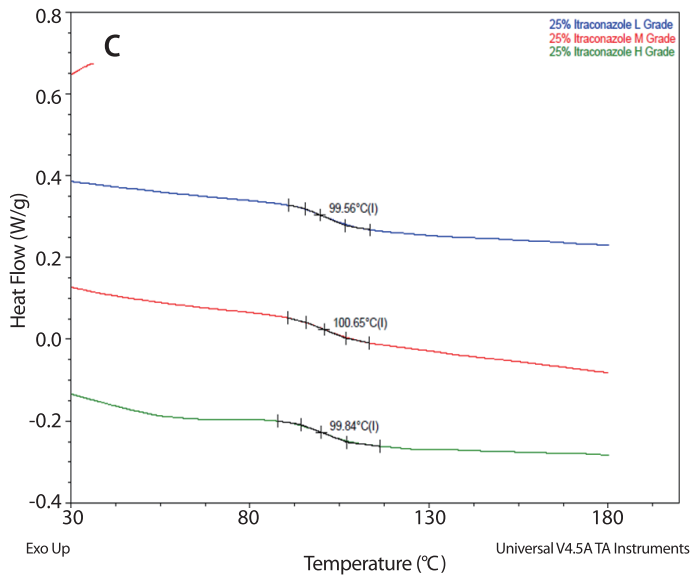 0.8
25% Itraconazole L Grade
25% Itraconazole M Grade
25% Itraconazole H Grade
C
0.6
0.4
99.56°C(I)
Heat Flow (W/g)
0.2
100.65°C(I)
0.0
-0.2
99.84°C(I)
-0.4
30 80 130 180
Exo Up
Universal V4.5A TA Instruments
Temperature (°C)